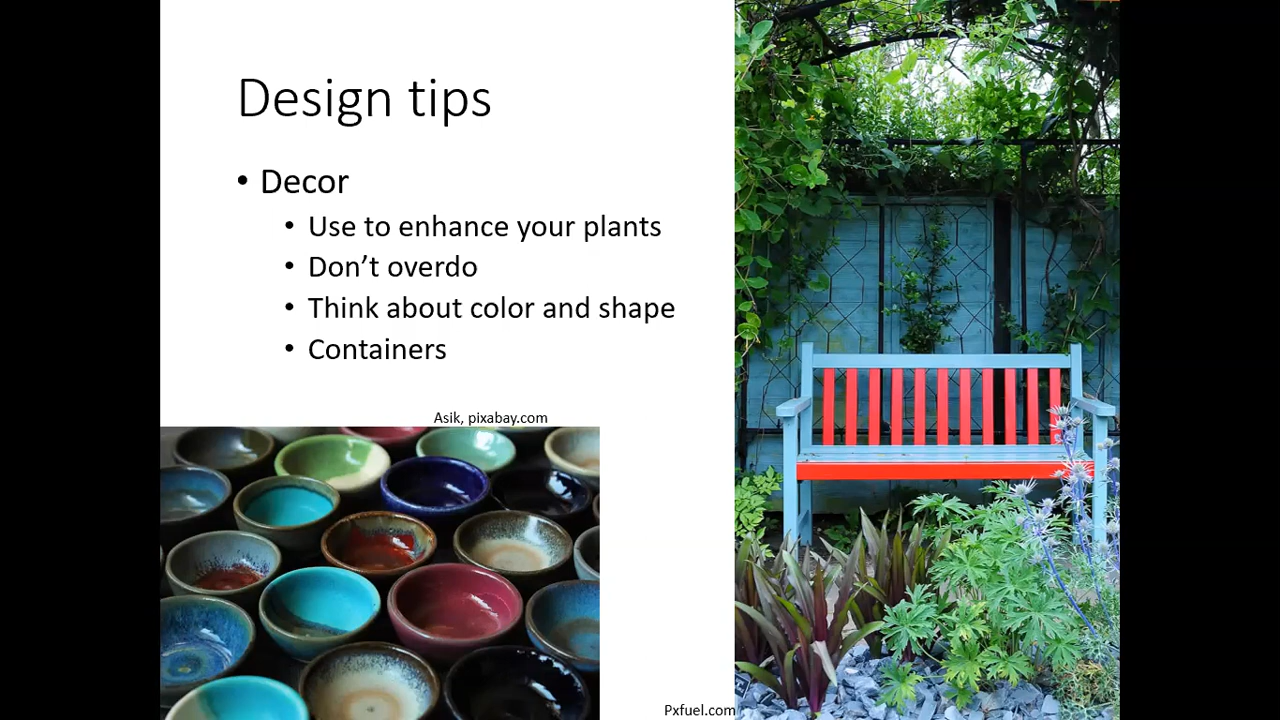 Design tips
• Decor
• Use to enhance your plants
• Don’t overdo
• Think about color and shape
• Containers
Asik, pixabay.com
Pxfuel.com